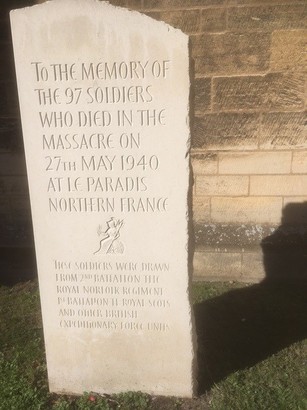 TO THE MEMORY OF
THE 97 SOLDIERS
WHO DIED IN THE
MASSACRE ON
27TH MAY 1940
AT LE PARADIS
NORTHERN FRANCE
THE SOLDIERS WERE DRAWN
FROM 2ND BATTALION THE
ROYAL NORFOLK REGIMENT
1ST BATTALION ROYAL SCOTS
AND OTHER BRITISH
EXPEDITIONARY FORCE UNITS